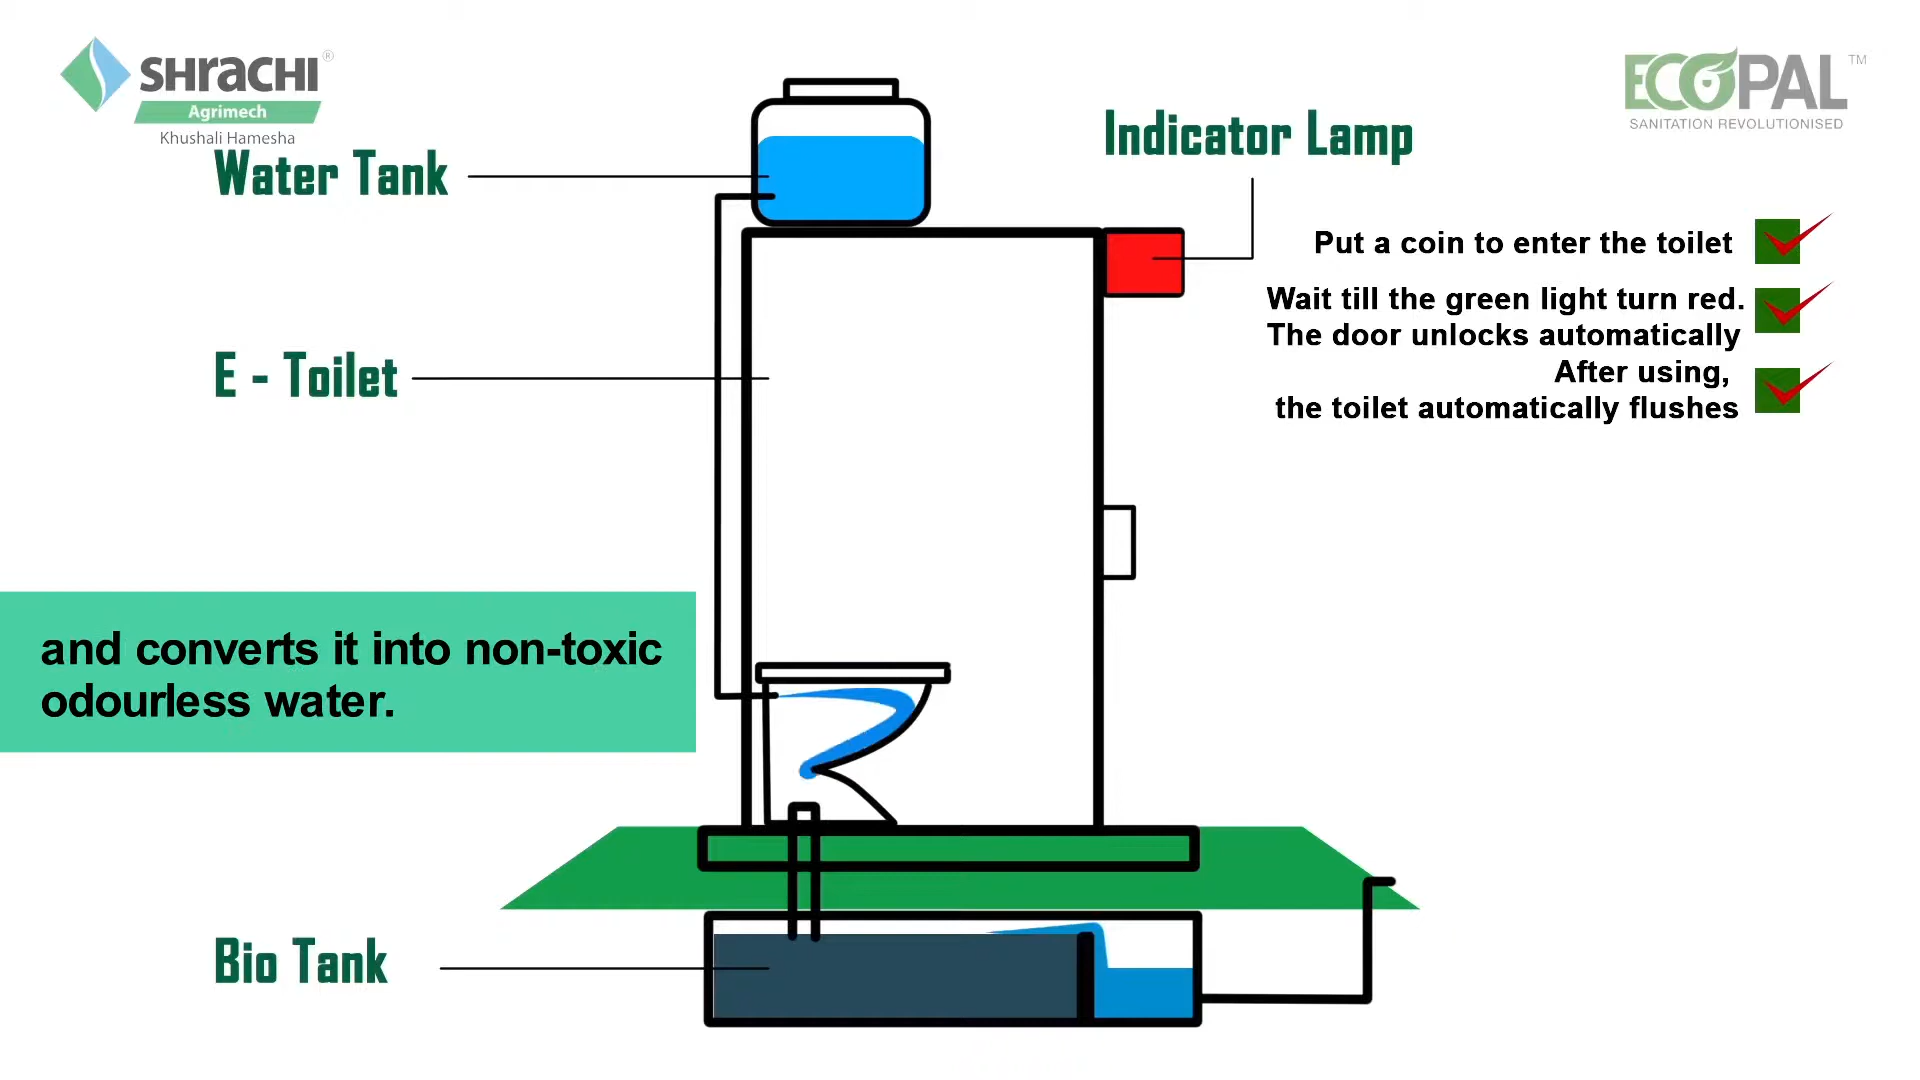 SHRACHI®
Agrimech
Khushali Hamesha
ECOPAL™
SANITATION REVOLUTIONISED
Water Tank
Indicator Lamp
Put a coin to enter the toilet
Wait till the green light turn red.
The door unlocks automatically
After using,
the toilet automatically flushes
E - Toilet
and converts it into non-toxic
odourless water.
Bio Tank